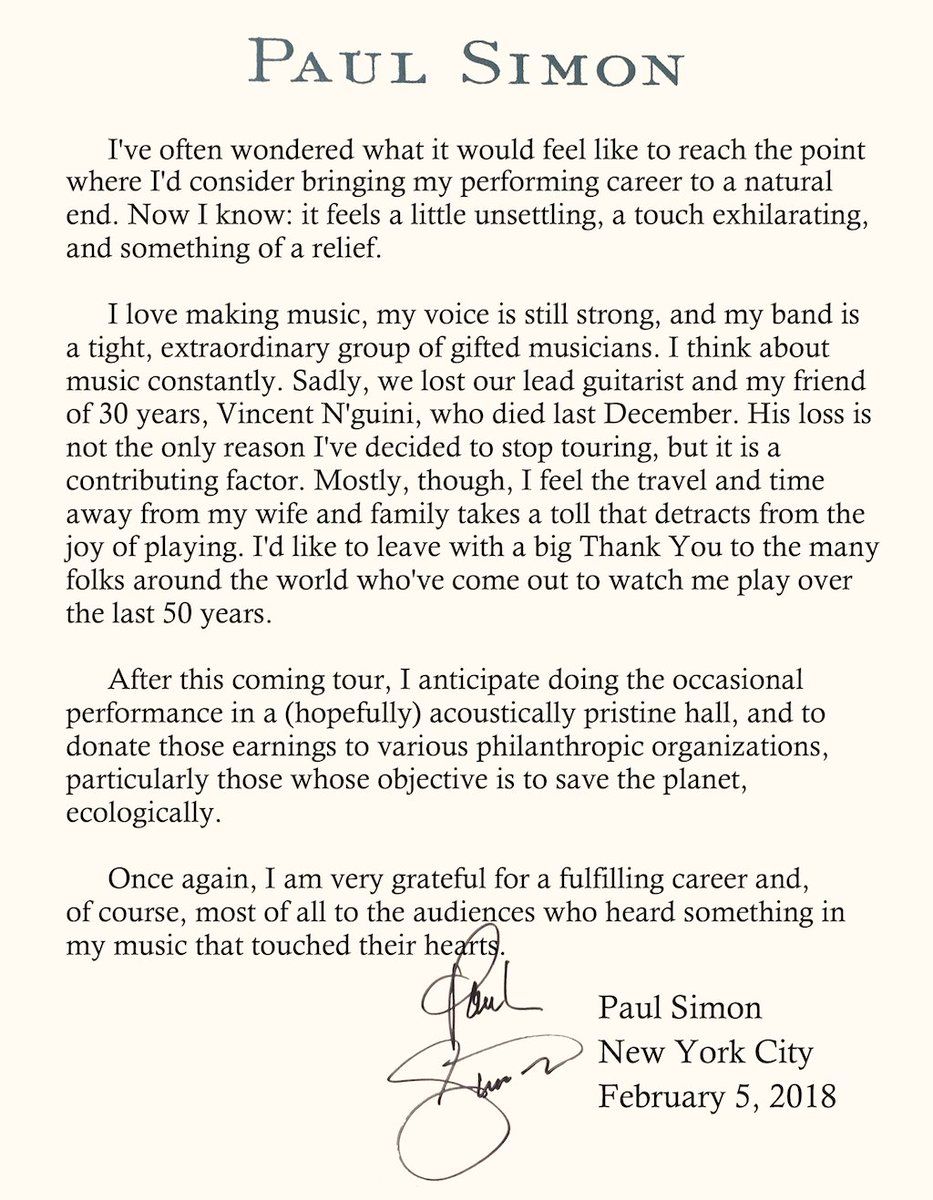 PAUL SIMON
I've often wondered what it would feel like to reach the point
where I'd consider bringing my performing career to a natural
end. Now I know: it feels a little unsettling, a touch exhilarating,
and something of a relief.
I love making music, my voice is still strong, and my band is
a tight, extraordinary group of gifted musicians. I think about
music constantly. Sadly, we lost our lead guitarist and my friend
of 30 years, Vincent N'guini, who died last December. His loss is
not the only reason I've decided to stop touring, but it is a
contributing factor. Mostly, though, I feel the travel and time
away from my wife and family takes a toll that detracts from the
joy of playing. I'd like to leave with a big Thank You to the many
folks around the world who've come out to watch me play over
the last 50 years.
After this coming tour, I anticipate doing the occasional
performance in a (hopefully) acoustically pristine hall, and to
donate those earnings to various philanthropic organizations,
particularly those whose objective is to save the planet,
ecologically.
Once again, I am very grateful for a fulfilling career and,
of course, most of all to the audiences who heard something in
my music that touched their hearts.
Paul
Simon
Paul Simon
New York City
February 5, 2018